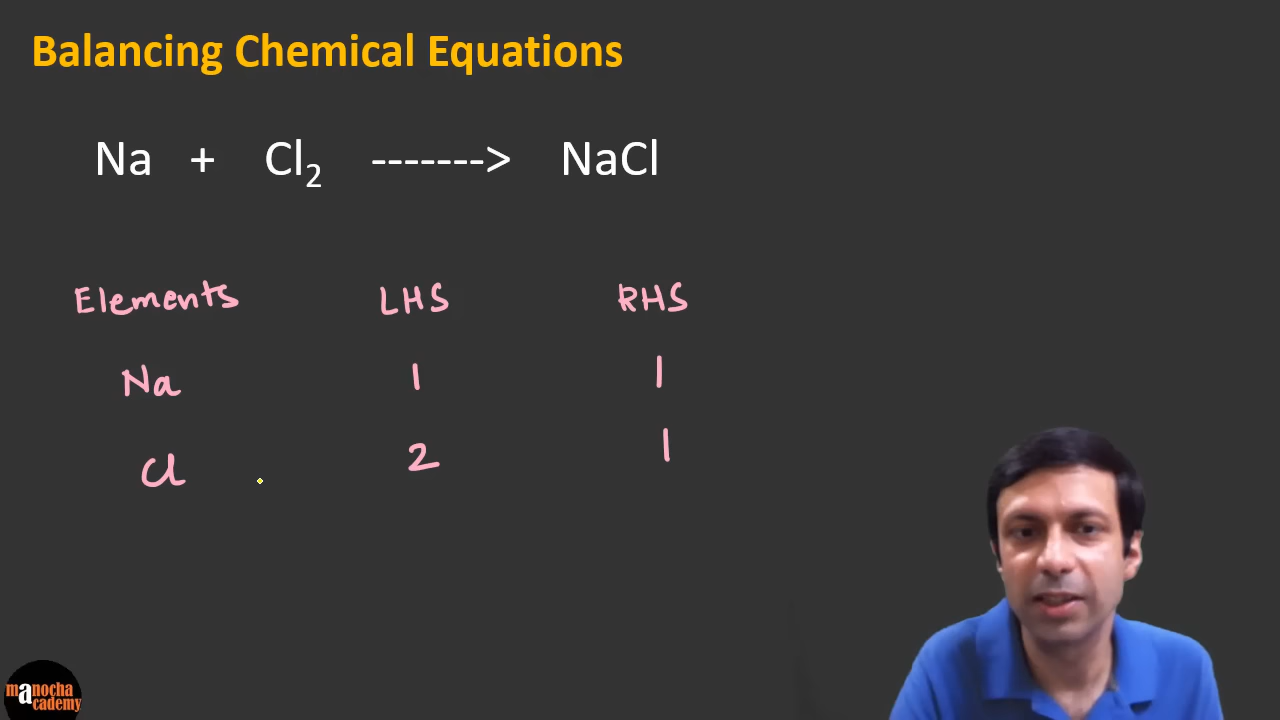 Balancing Chemical Equations
Na + Cl₂ -------> NaCl
Elements LHS RHS
Na 1 1
Cl 2 1
manocha
academy